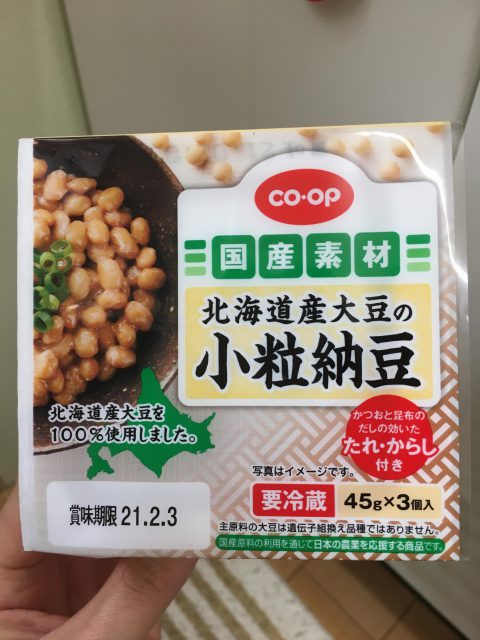 co・op
国産素材
北海道産大豆の
小粒納豆
北海道産大豆を
100%使用しました。
かつおと昆布の
だしの効いた
たれ・からし
付き
写真はイメージです。
要冷蔵 45g×3個入
賞味期限 21.2.3
主原料の大豆は遺伝子組換え品種ではありません。
国産原料の利用を通じて日本の農業を応援する商品です。